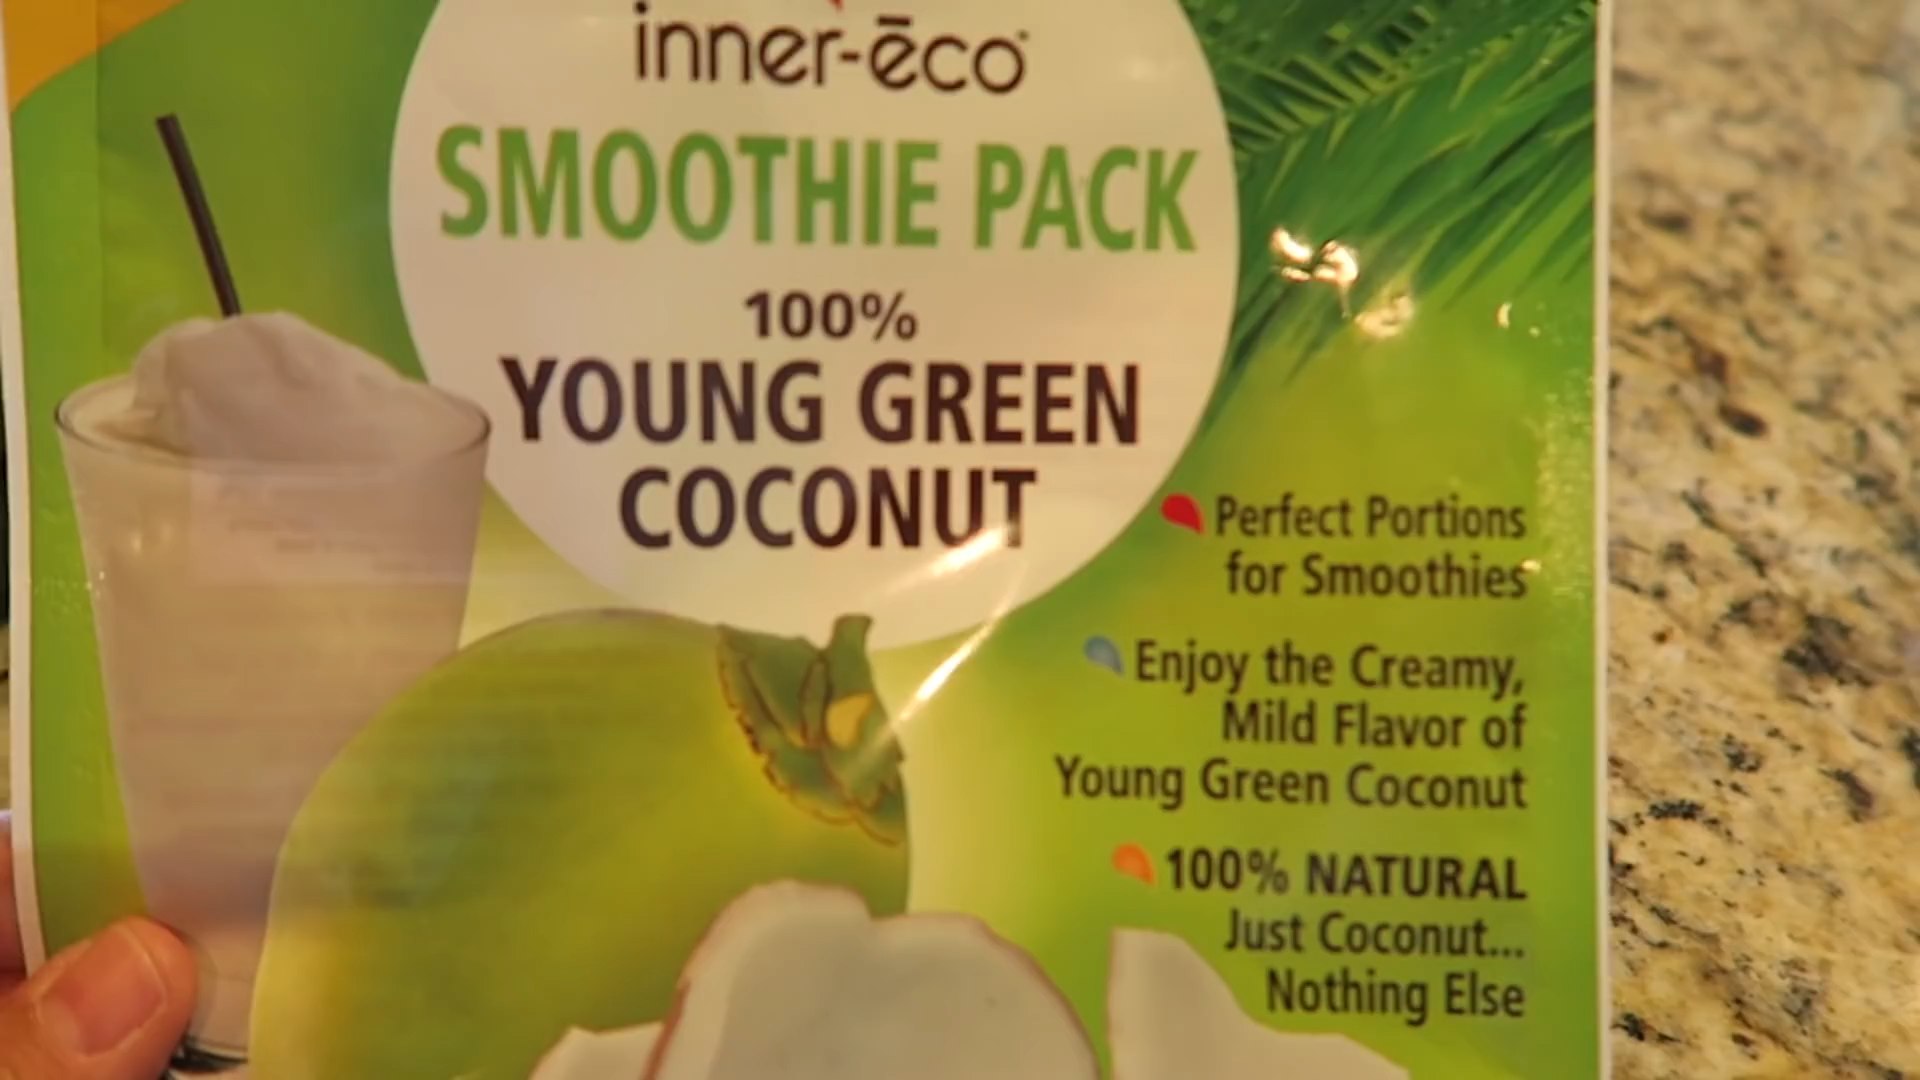 inner-ēco
SMOOTHIE PACK
100%
YOUNG GREEN
COCONUT
Perfect Portions
for Smoothies
Enjoy the Creamy,
Mild Flavor of
Young Green Coconut
100% NATURAL
Just Coconut...
Nothing Else